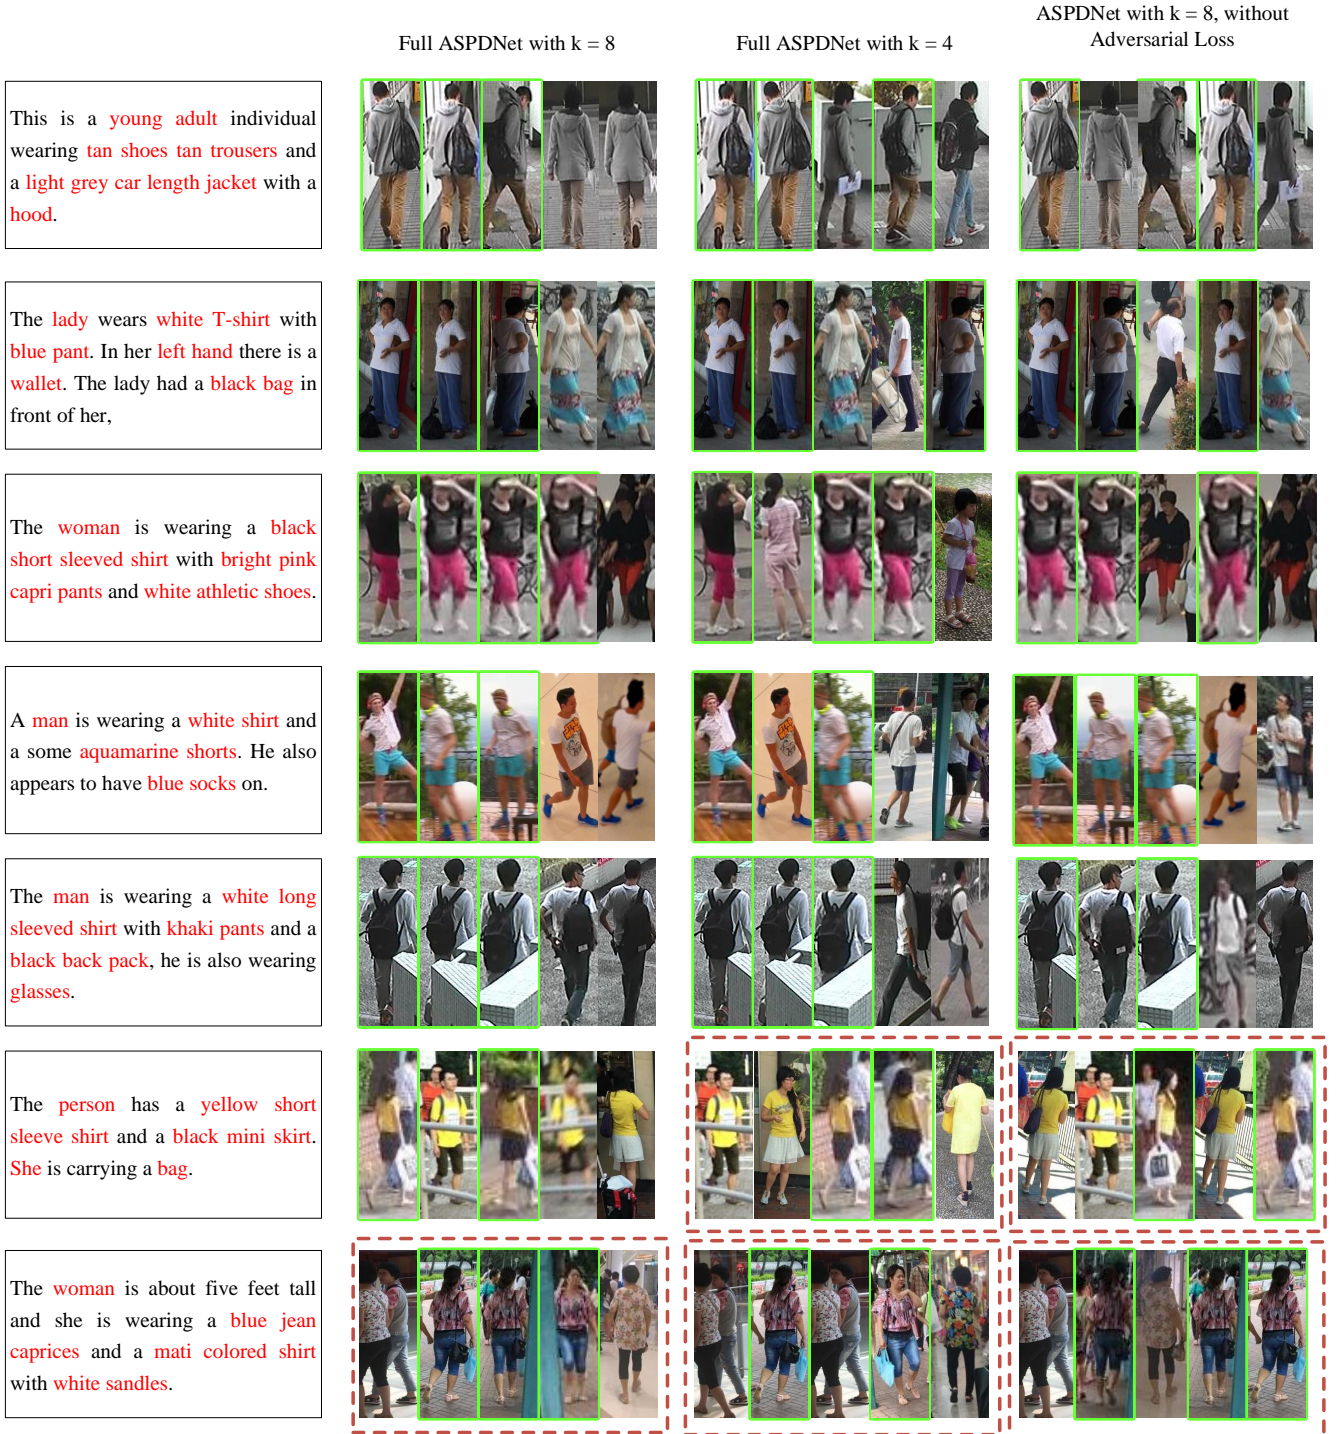 Full ASPDNet with k = 8
Full ASPDNet with k = 4
ASPDNet with k = 8, without
Adversarial Loss
This is a young adult individual
wearing tan shoes tan trousers and
a light grey car length jacket with a
hood.
The lady wears white T-shirt with
blue pant. In her left hand there is a
wallet. The lady had a black bag in
front of her,
The woman is wearing a black
short sleeved shirt with bright pink
capri pants and white athletic shoes.
A man is wearing a white shirt and
a some aquamarine shorts. He also
appears to have blue socks on.
The man is wearing a white long
sleeved shirt with khaki pants and a
black back pack, he is also wearing
glasses.
The person has a yellow short
sleeve shirt and a black mini skirt.
She is carrying a bag.
The woman is about five feet tall
and she is wearing a blue jean
caprices and a mati colored shirt
with white sandles.